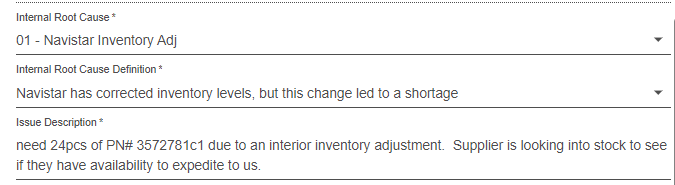 Internal Root Cause *
01 - Navistar Inventory Adj
Internal Root Cause Definition *
Navistar has corrected inventory levels, but this change led to a shortage
Issue Description *
need 24pcs of PN# 3572781c1 due to an interior inventory adjustment.  Supplier is looking into stock to see
if they have availability to expedite to us.